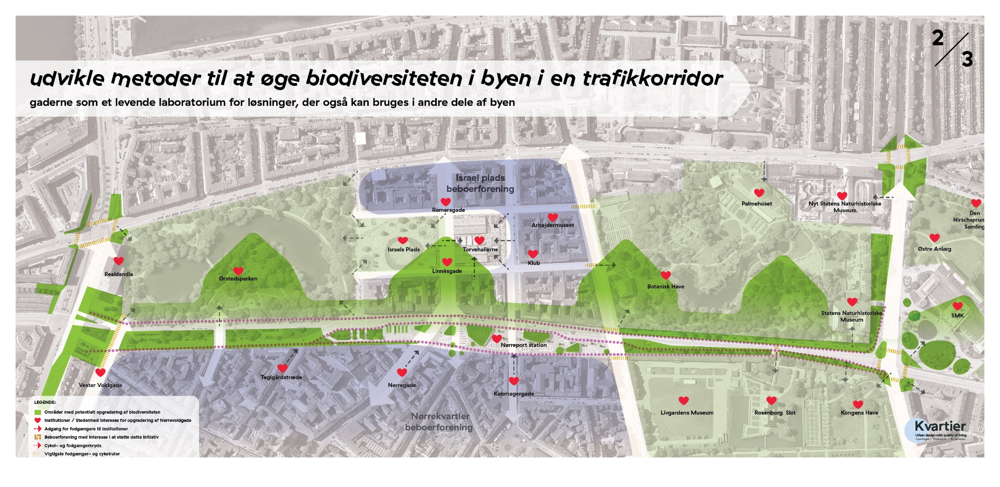 2/3
udvikle metoder til at øge biodiversiteten i byen i en trafikkorridor
gaderne som et levende laboratorium for løsninger, der også kan bruges i andre dele af byen
Israel plads
beboerforening
Rømersgade
Palmehuset
Nyt Statens Naturhistoriske
Museum
Den
Hirschsprun
Samling
Arbejdermuseet
Israels Plads
Torvehallerne
Østre Anlæg
Klub
Linnésgade
Realdandia
Ørstedsparken
Botanisk Have
Statens Naturhistoriske
Museum
SMK
Nørreport station
Teglgårdstræde
Vester Voldgade
Nørregade
Købmagergade
Nørrekvartier
beboerforening
Livgardens Museum
Rosenborg Slot
Kongens Have
LEGENDE:
Områder med potentielt opgradering af biodiversiteten
Institutioner / Stedermed interesse for opgradering af Nørrevoldgade
Adgang for fodgængere til institutioner
Beboerforening med interesse i at støtte dette initiativ
Cykel- og fodgængerkryds
Vigtigste fodgænger- og cykelruter
Kvartier
Urban design with quality of living